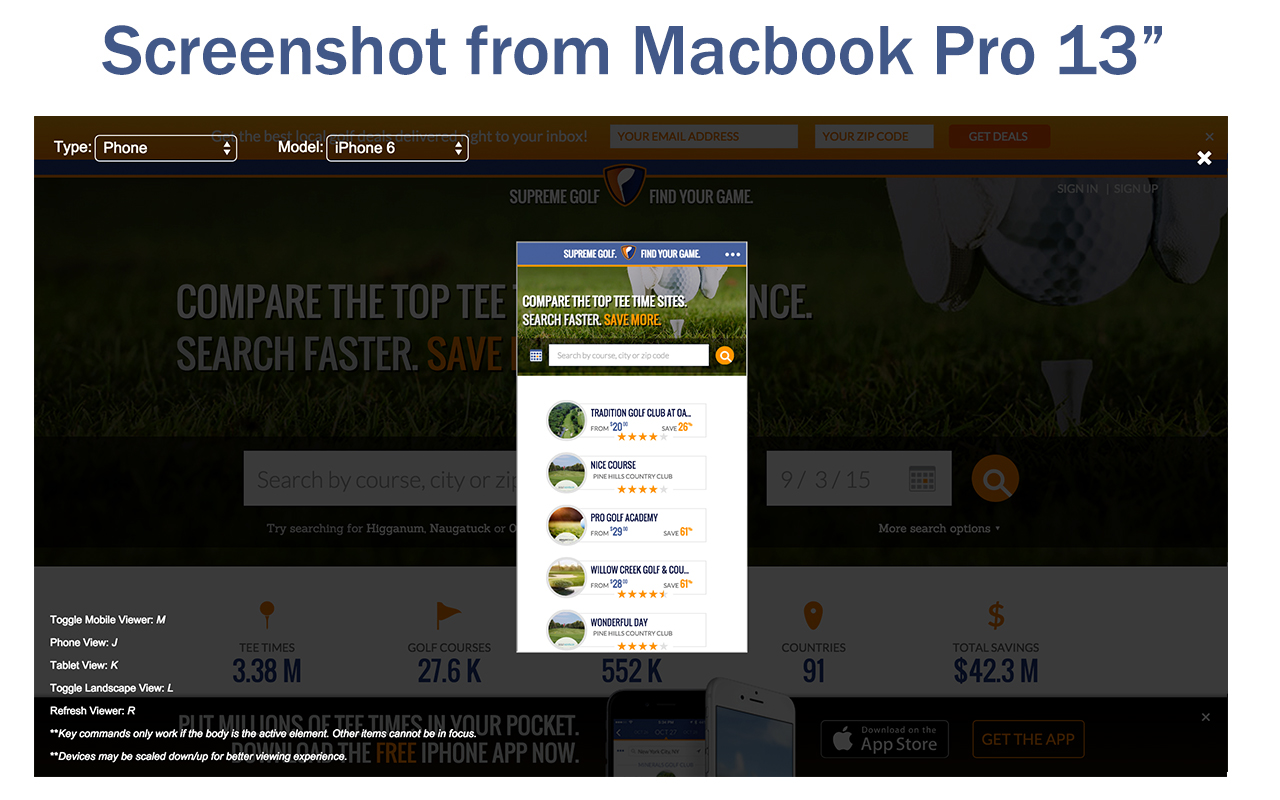 Screenshot from Macbook Pro 13”
Get the best local golf deals delivered right to your inbox!
YOUR EMAIL ADDRESS
YOUR ZIP CODE
GET DEALS
Type: Phone
Model: iPhone 6
SIGN IN | SIGN UP
SUPREME GOLF
FIND YOUR GAME.
COMPARE THE TOP TEE
NCE.
SEARCH FASTER. SAVE
SUPREME GOLF.
FIND YOUR GAME.
COMPARE THE TOP TEE TIME SITES.
SEARCH FASTER. SAVE MORE.
Search by course, city or zip code
TRADITION GOLF CLUB AT OA...
FROM $20.00 SAVE 26%
NICE COURSE
PINE HILLS COUNTRY CLUB
PRO GOLF ACADEMY
FROM $29.00 SAVE 61%
WILLOW CREEK GOLF & COU...
FROM $28.00 SAVE 61%
WONDERFUL DAY
PINE HILLS COUNTRY CLUB
Search by course, city or zip
9 / 3 / 15
Try searching for Higganum, Naugatuck or O
More search options
TEE TIMES
3.38 M
GOLF COURSES
27.6 K
552 K
COUNTRIES
91
TOTAL SAVINGS
$42.3 M
Toggle Mobile Viewer: M
Phone View: J
Tablet View: K
Toggle Landscape View: L
Refresh Viewer: R
**Key commands only work if the body is the active element. Other items cannot be in focus.
**Devices may be scaled down/up for better viewing experience.
PUT MILLIONS OF TEE TIMES IN YOUR POCKET.
DOWNLOAD THE FREE IPHONE APP NOW.
OCT 27
New York City, NY
Download on the
App Store
GET THE APP